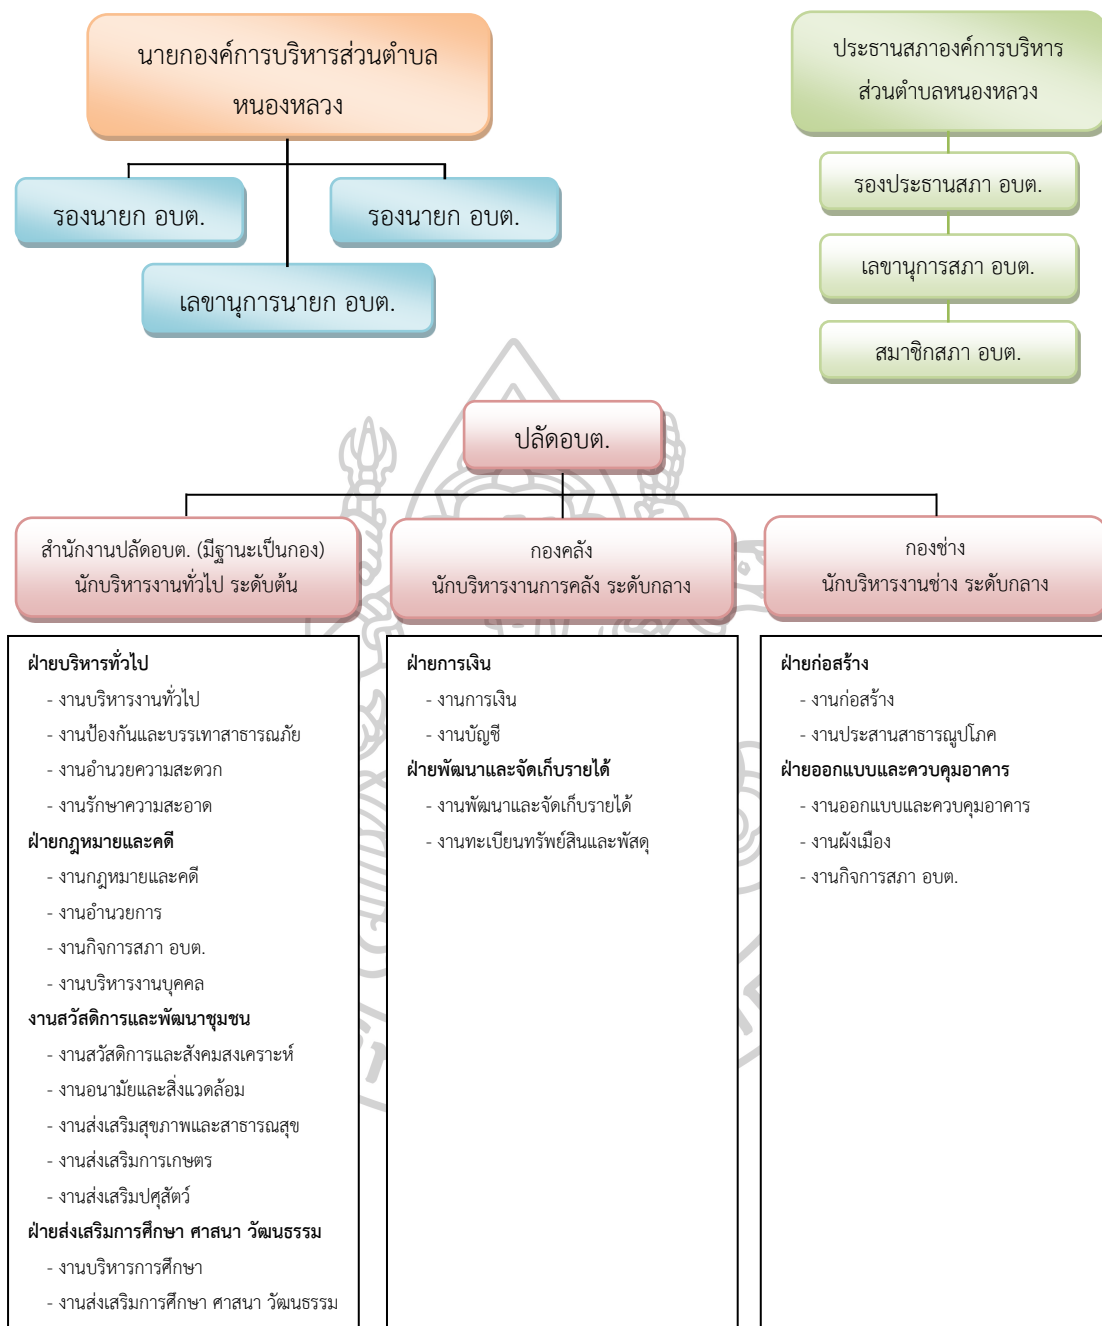 นายกองค์การบริหารส่วนตำบล
หนองหลวง
ประธานสภาองค์การบริหาร
ส่วนตำบลหนองหลวง
รองนายก อบต.
รองนายก อบต.
เลขานุการนายก อบต.
รองประธานสภา อบต.
เลขานุการสภา อบต.
สมาชิกสภา อบต.
ปลัดอบต.
สำนักงานปลัดอบต. (มีฐานะเป็นกอง)
นักบริหารงานทั่วไป ระดับต้น
กองคลัง
นักบริหารงานการคลัง ระดับกลาง
กองช่าง
นักบริหารงานช่าง ระดับกลาง
ฝ่ายบริหารทั่วไป
- งานบริหารงานทั่วไป
- งานป้องกันและบรรเทาสาธารณภัย
- งานอำนวยความสะดวก
- งานรักษาความสะอาด
ฝ่ายกฎหมายและคดี
- งานกฎหมายและคดี
- งานอำนวยการ
- งานกิจการสภา อบต.
- งานบริหารงานบุคคล
งานสวัสดิการและพัฒนาชุมชน
- งานสวัสดิการและสังคมสงเคราะห์
- งานอนามัยและสิ่งแวดล้อม
- งานส่งเสริมสุขภาพและสาธารณสุข
- งานส่งเสริมการเกษตร
- งานส่งเสริมปศุสัตว์
ฝ่ายส่งเสริมการศึกษา ศาสนา วัฒนธรรม
- งานบริหารการศึกษา
- งานส่งเสริมการศึกษา ศาสนา วัฒนธรรม
ฝ่ายการเงิน
- งานการเงิน
- งานบัญชี
ฝ่ายพัฒนาและจัดเก็บรายได้
- งานพัฒนาและจัดเก็บรายได้
- งานทะเบียนทรัพย์สินและพัสดุ
ฝ่ายก่อสร้าง
- งานก่อสร้าง
- งานประสานสาธารณูปโภค
ฝ่ายออกแบบและควบคุมอาคาร
- งานออกแบบและควบคุมอาคาร
- งานผังเมือง
- งานกิจการสภา อบต.